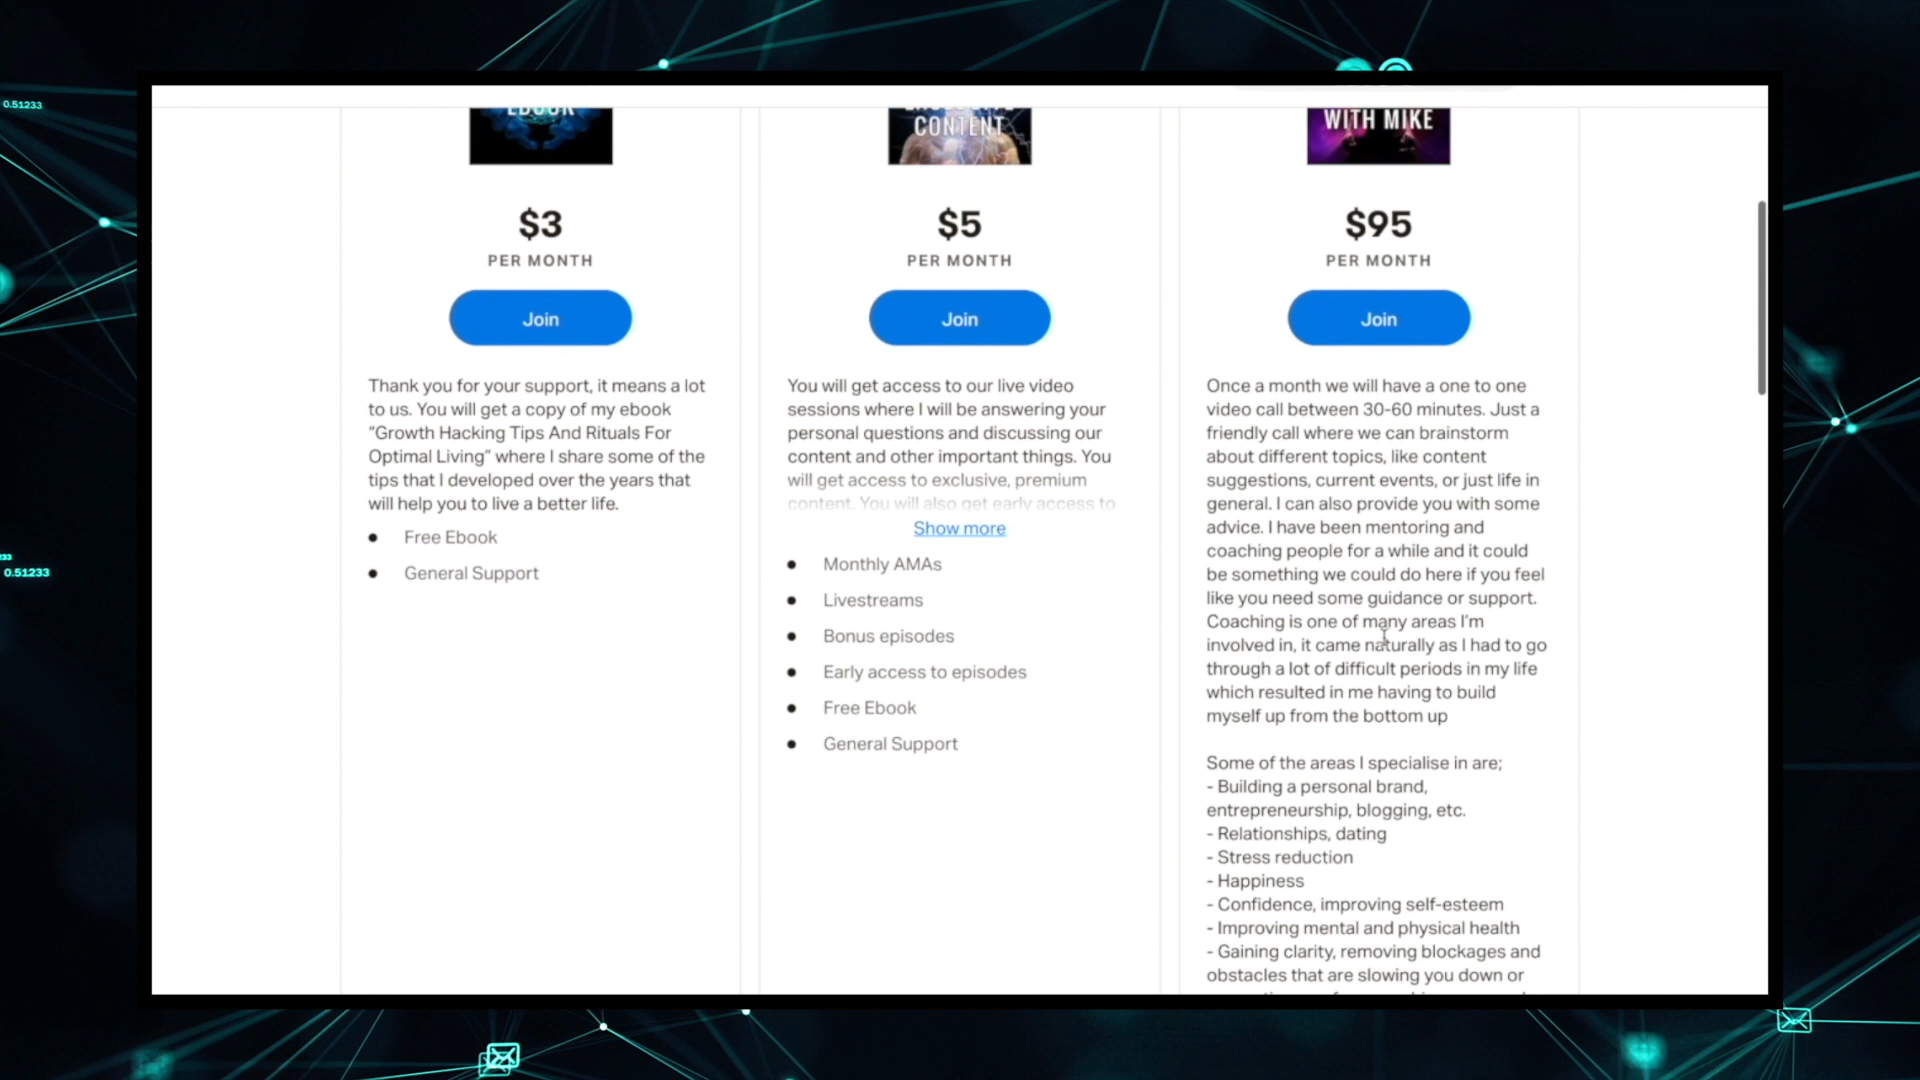 0.51233
EBOOK
CONTENT
WITH MIKE
$3
PER MONTH
Join
Thank you for your support, it means a lot
to us. You will get a copy of my ebook
"Growth Hacking Tips And Rituals For
Optimal Living" where I share some of the
tips that I developed over the years that
will help you to live a better life.
● Free Ebook
● General Support
$5
PER MONTH
Join
You will get access to our live video
sessions where I will be answering your
personal questions and discussing our
content and other important things. You
will get access to exclusive, premium
content. You will also get early access to
Show more
● Monthly AMAs
● Livestreams
● Bonus episodes
● Early access to episodes
● Free Ebook
● General Support
$95
PER MONTH
Join
Once a month we will have a one to one
video call between 30-60 minutes. Just a
friendly call where we can brainstorm
about different topics, like content
suggestions, current events, or just life in
general. I can also provide you with some
advice. I have been mentoring and
coaching people for a while and it could
be something we could do here if you feel
like you need some guidance or support.
Coaching is one of many areas I'm
involved in, it came naturally as I had to go
through a lot of difficult periods in my life
which resulted in me having to build
myself up from the bottom up
Some of the areas I specialise in are;
- Building a personal brand,
entrepreneurship, blogging, etc.
- Relationships, dating
- Stress reduction
- Happiness
- Confidence, improving self-esteem
- Improving mental and physical health
- Gaining clarity, removing blockages and
obstacles that are slowing you down or
33
0.51233